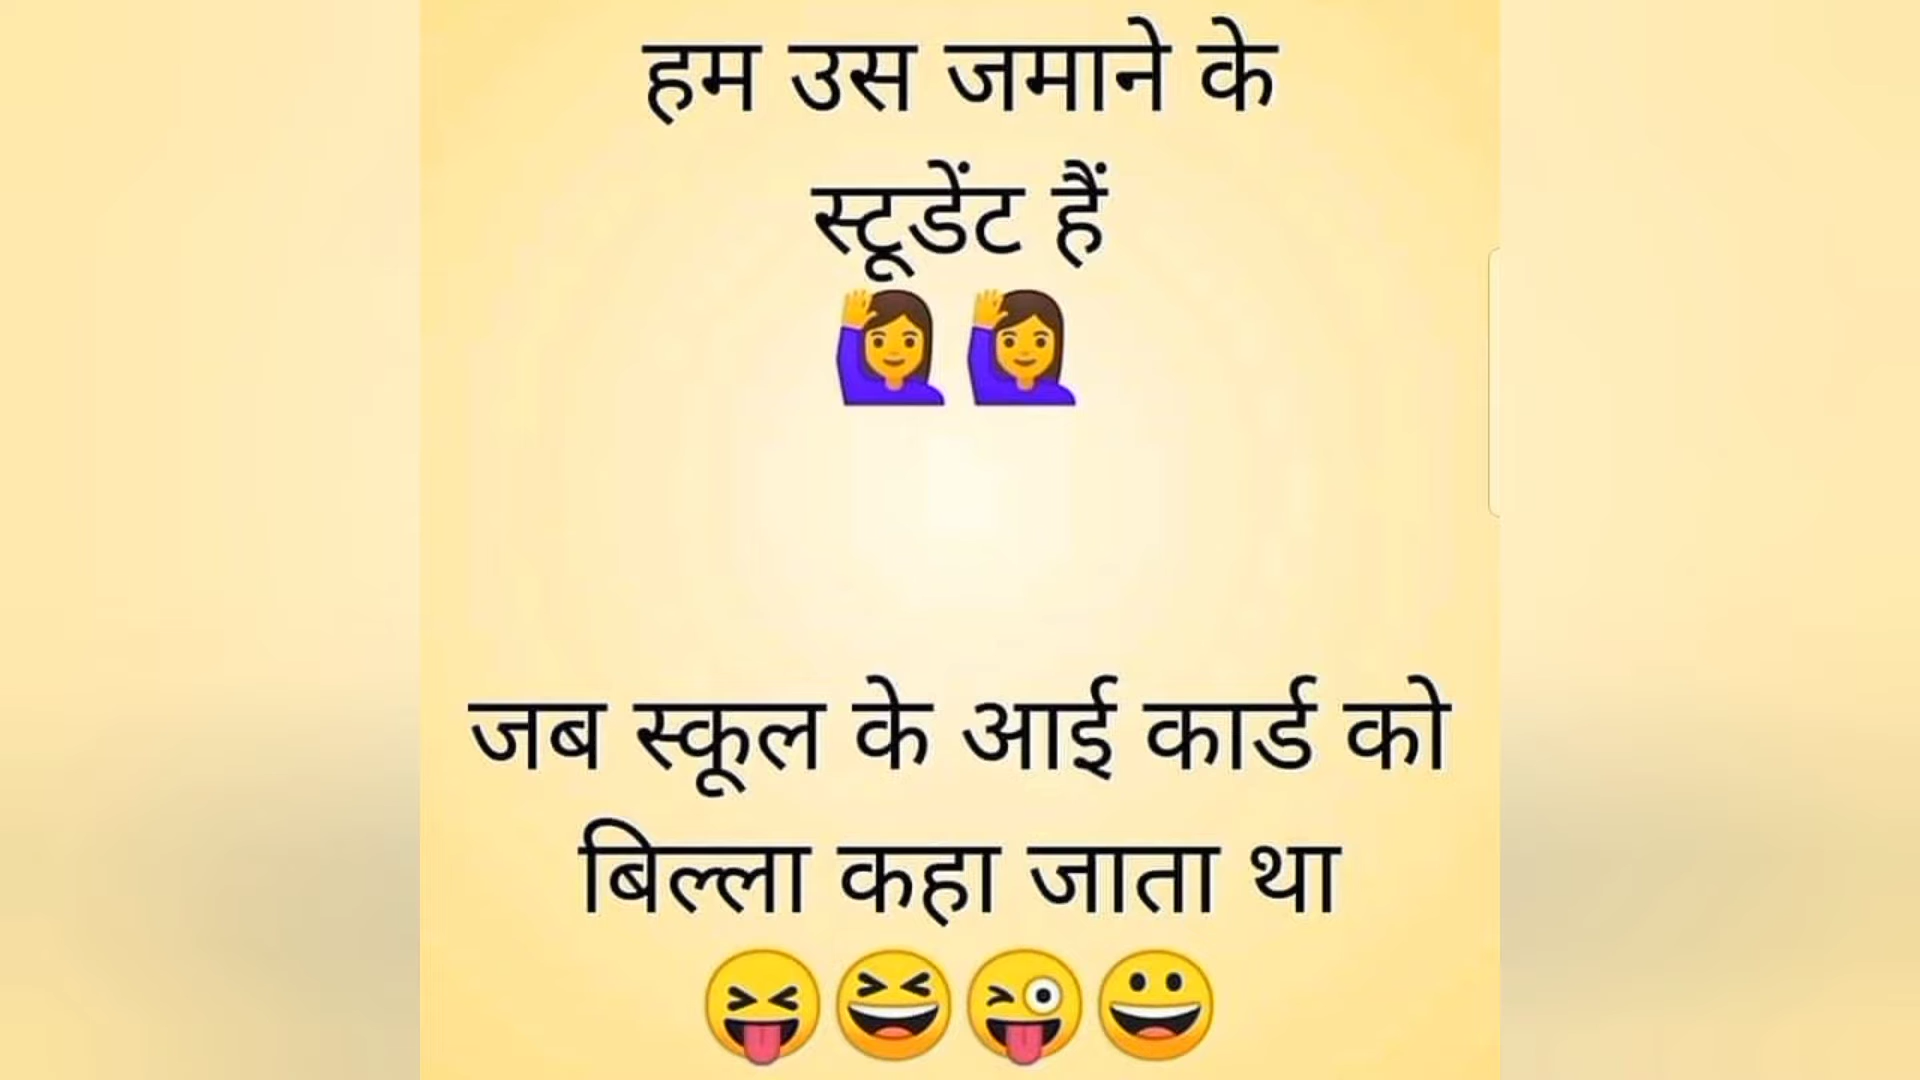 हम उस जमाने के
स्टूडेंट हैं
🙋‍♀️🙋‍♀️
जब स्कूल के आई कार्ड को
बिल्ला कहा जाता था
😝😆😜😀